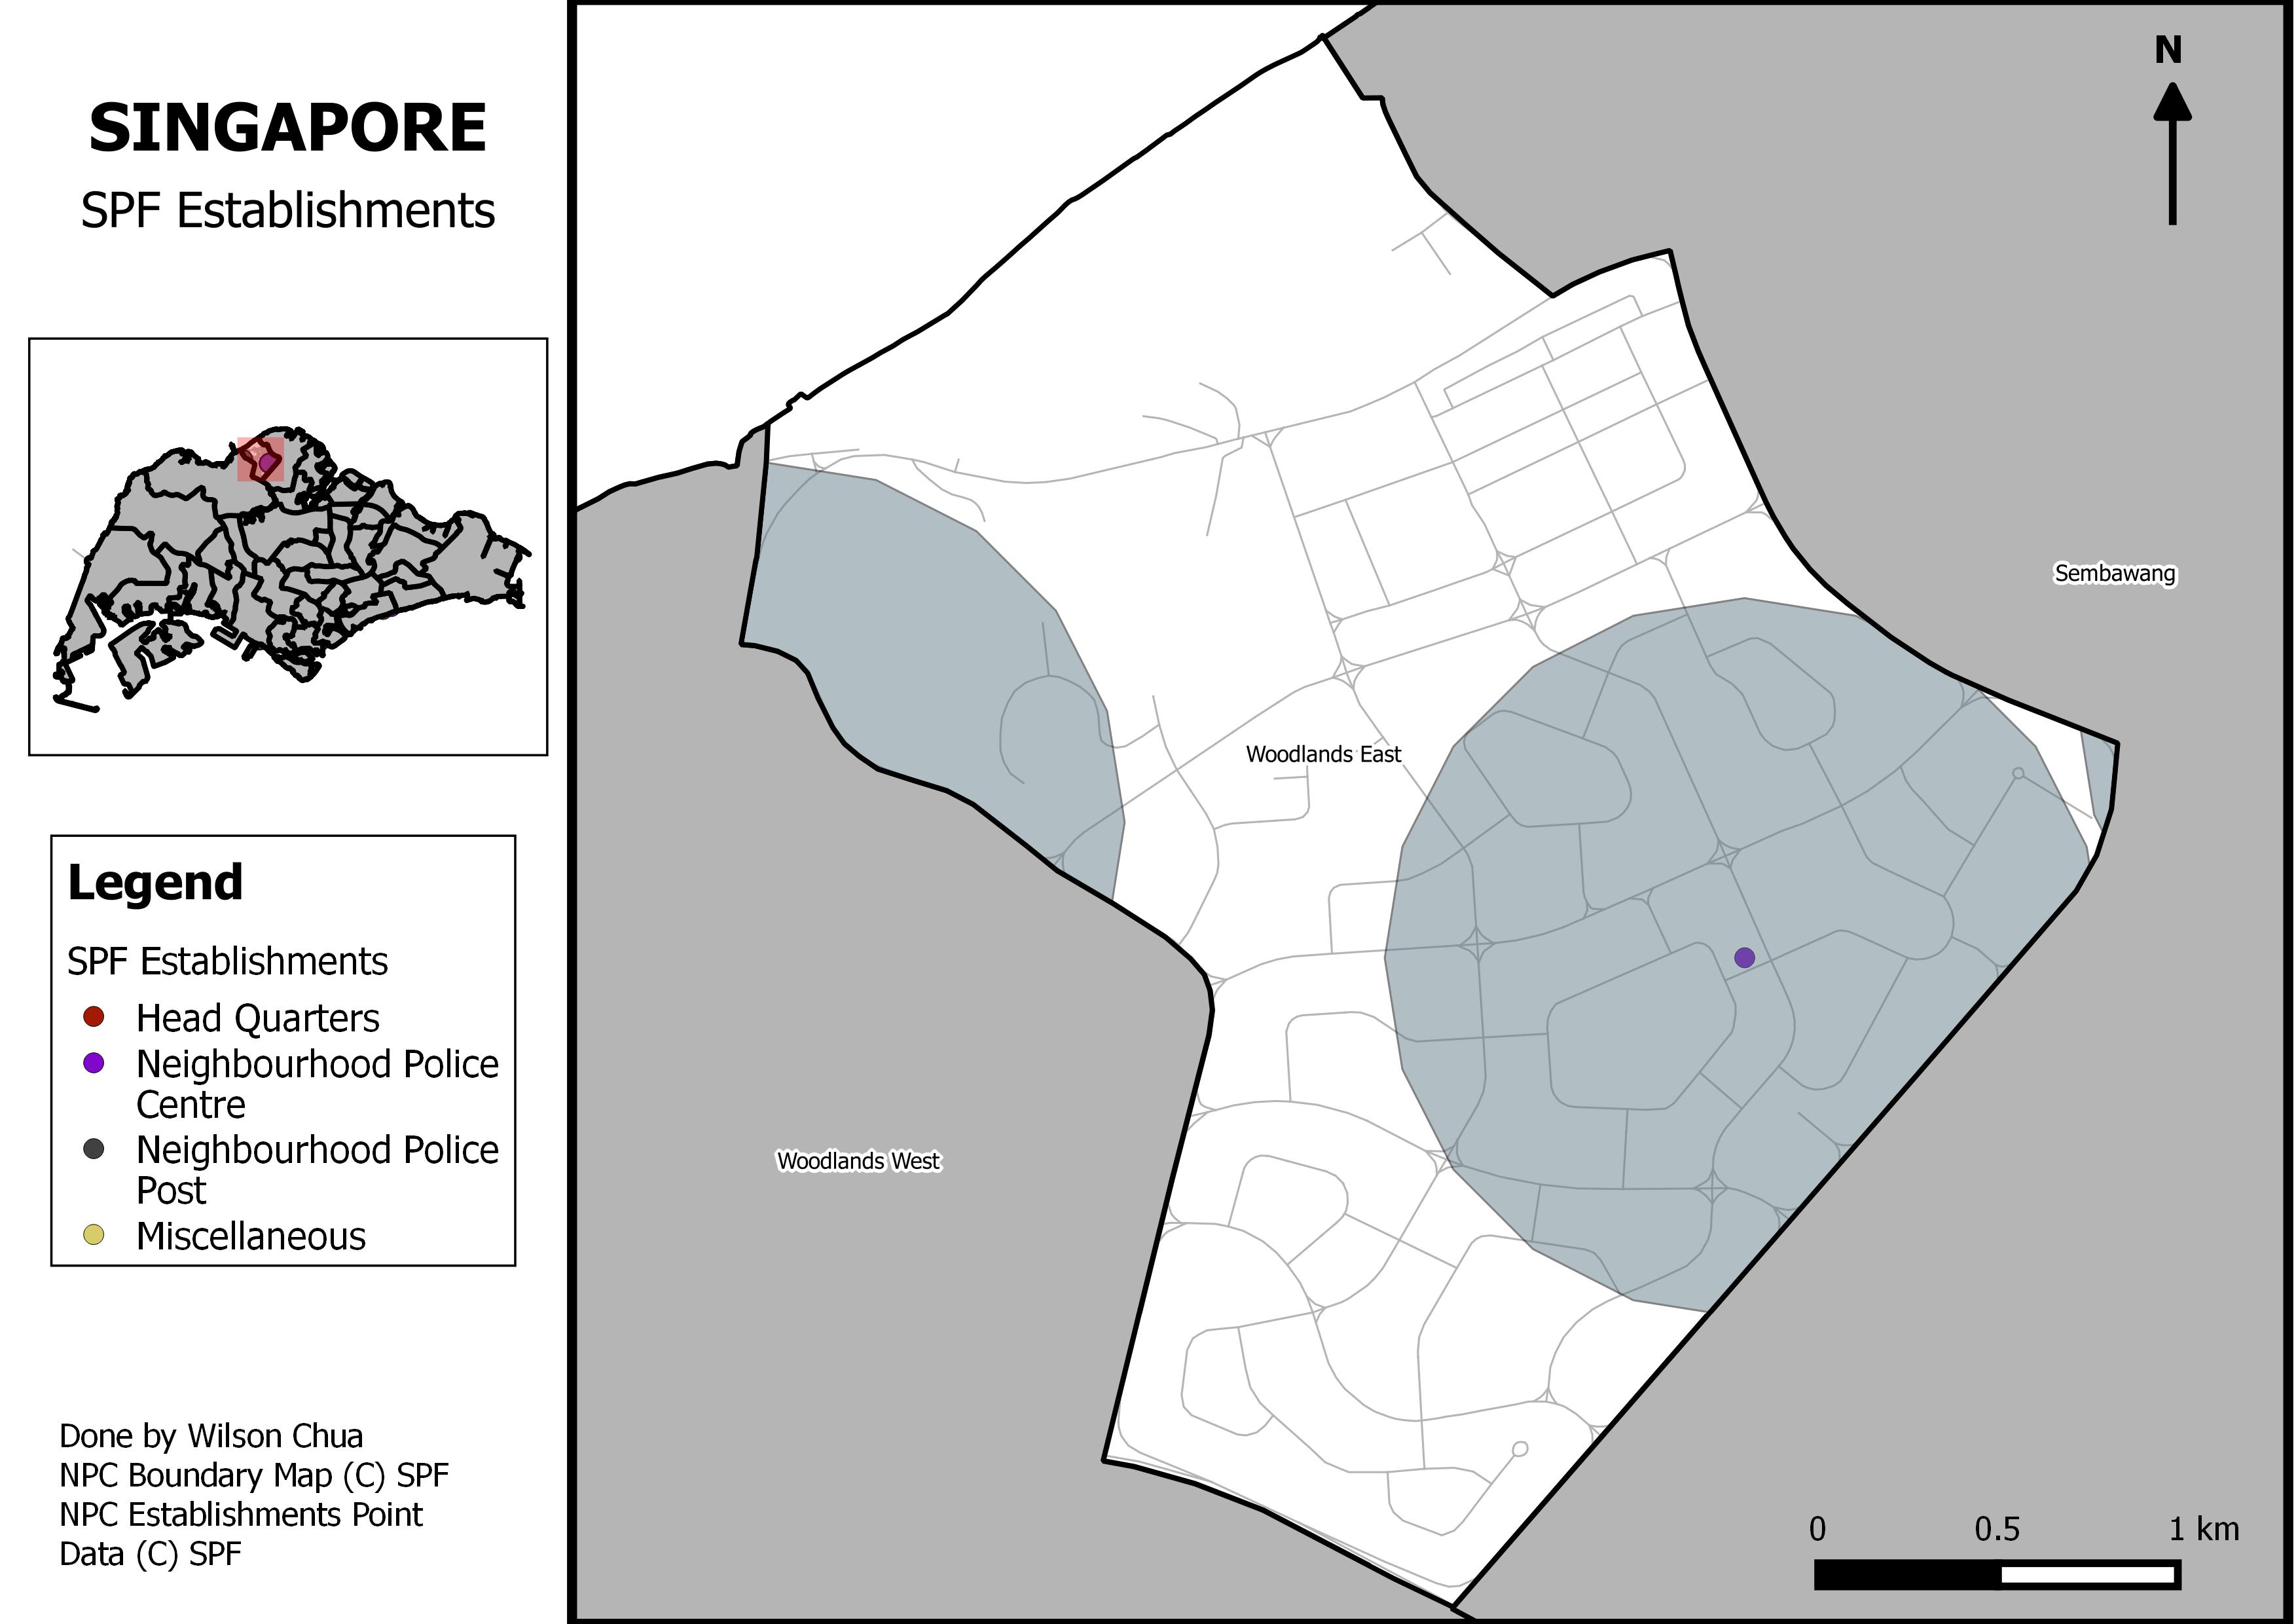 SINGAPORE
SPF Establishments
N
Sembawang
Woodlands East
Woodlands West
Legend
SPF Establishments
Head Quarters
Neighbourhood Police
Centre
Neighbourhood Police
Post
Miscellaneous
Done by Wilson Chua
NPC Boundary Map (C) SPF
NPC Establishments Point
Data (C) SPF
0 0.5 1 km